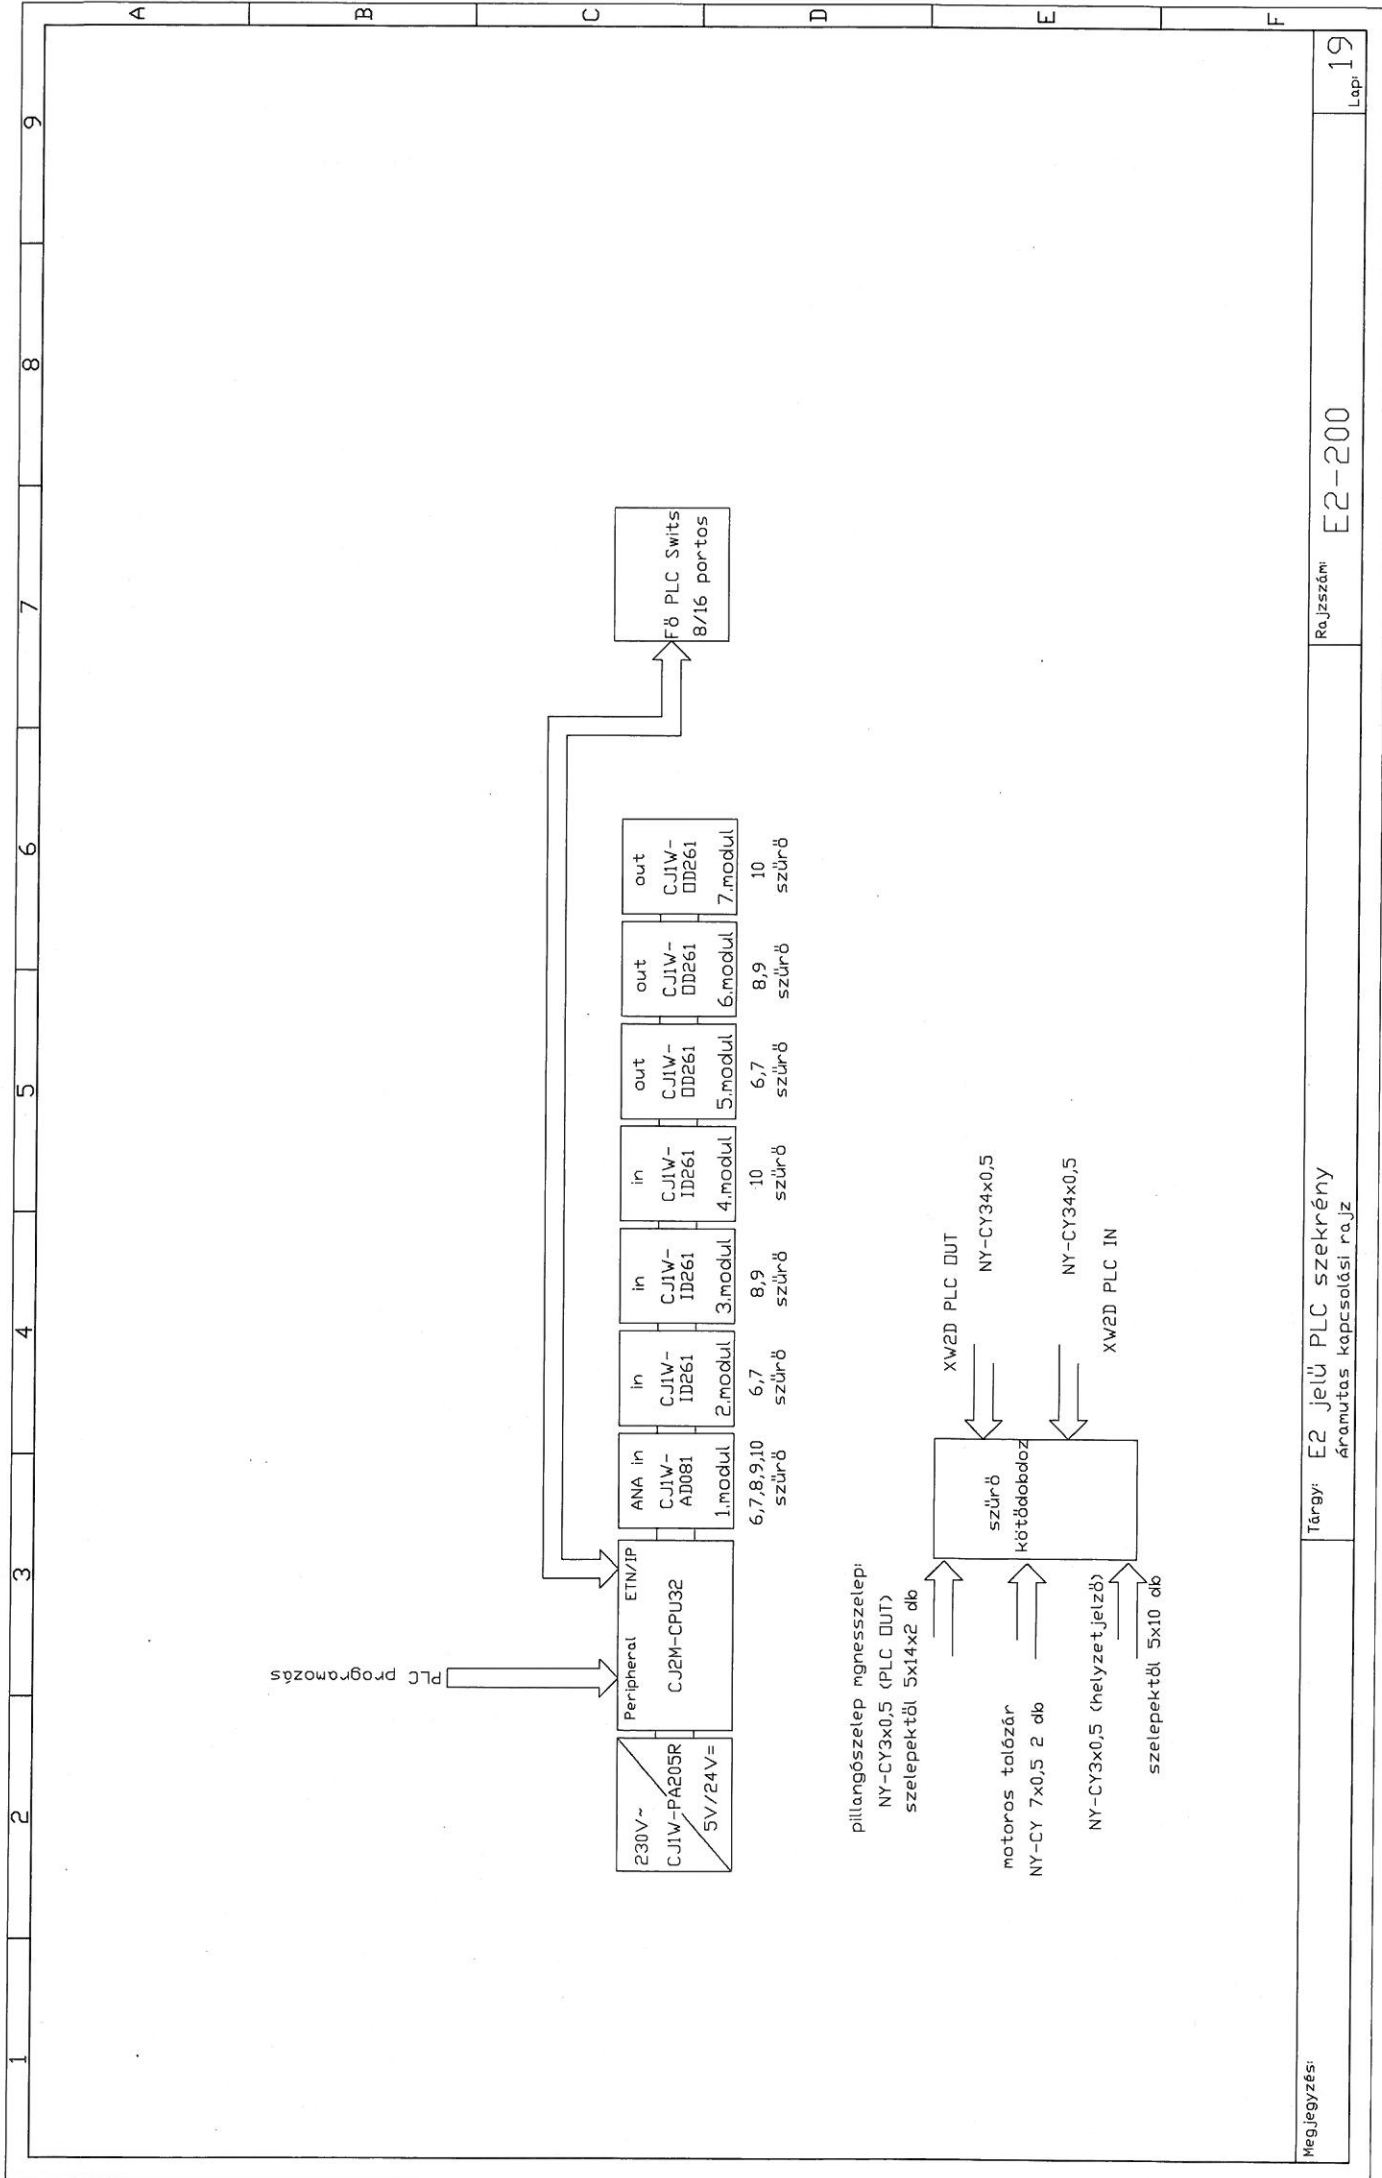 1
2
3
4
5
6
7
8
9
A
B
C
D
E
F
PLC programozás
230V~
CJ1W-PA205R
5V/24V=
Peripheral
ETN/IP
CJ2M-CPU32
ANA in
CJ1W-
AD081
1.modul
6,7,8,9,10
szűrő
in
CJ1W-
ID261
2.modul
6,7
szűrő
in
CJ1W-
ID261
3.modul
8,9
szűrő
in
CJ1W-
ID261
4.modul
10
szűrő
out
CJ1W-
OD261
5.modul
6,7
szűrő
out
CJ1W-
OD261
6.modul
8,9
szűrő
out
CJ1W-
OD261
7.modul
10
szűrő
Fő PLC Swits
8/16 portos
pillangószelep mgnesszelep:
NY-CY3x0,5 (PLC OUT)
szelepektől 5x14x2 db
motoros tolózár
NY-CY 7x0,5 2 db
NY-CY3x0,5 (helyzetjelző)
szelepektől 5x10 db
szűrő
kötődobdoz
XW2D PLC OUT
NY-CY34x0,5
NY-CY34x0,5
XW2D PLC IN
Megjegyzés:
Tárgy: E2 jelű PLC szekrény
Áramutas kapcsolási rajz
Rajzszám: E2-200
Lap: 19